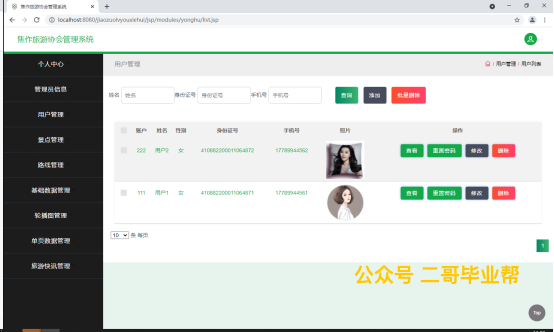 焦作旅游协会管理系统
localhost:8080/jiaozuolvyouxiehui/jsp/modules/yonghu/list.jsp
焦作旅游协会管理系统
个人中心
管理员信息
用户管理
景点管理
路线管理
基础数据管理
轮播图管理
单页数据管理
旅游快讯管理
用户管理
/ 用户管理 / 用户列表
姓名 姓名 身份证号 身份证号 手机号 手机号 查询 添加 批量删除
账户 姓名 性别 身份证号 手机号 照片 操作
222 用户2 女 410882200011064872 17789944562 查看 重置密码 修改 删除
111 用户1 女 410882200011064871 17789944561 查看 重置密码 修改 删除
10 条 每页
1
公众号 二哥毕业帮
Top